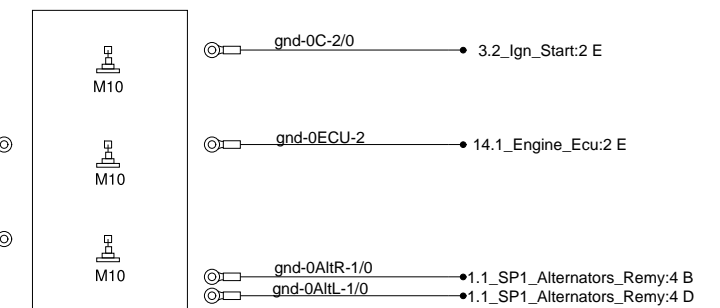 gnd-0C-2/0
3.2_Ign_Start:2 E
M10
gnd-0ECU-2
14.1_Engine_Ecu:2 E
M10
gnd-0AltR-1/0
1.1_SP1_Alternators_Remy:4 B
M10
gnd-0AltL-1/0
1.1_SP1_Alternators_Remy:4 D